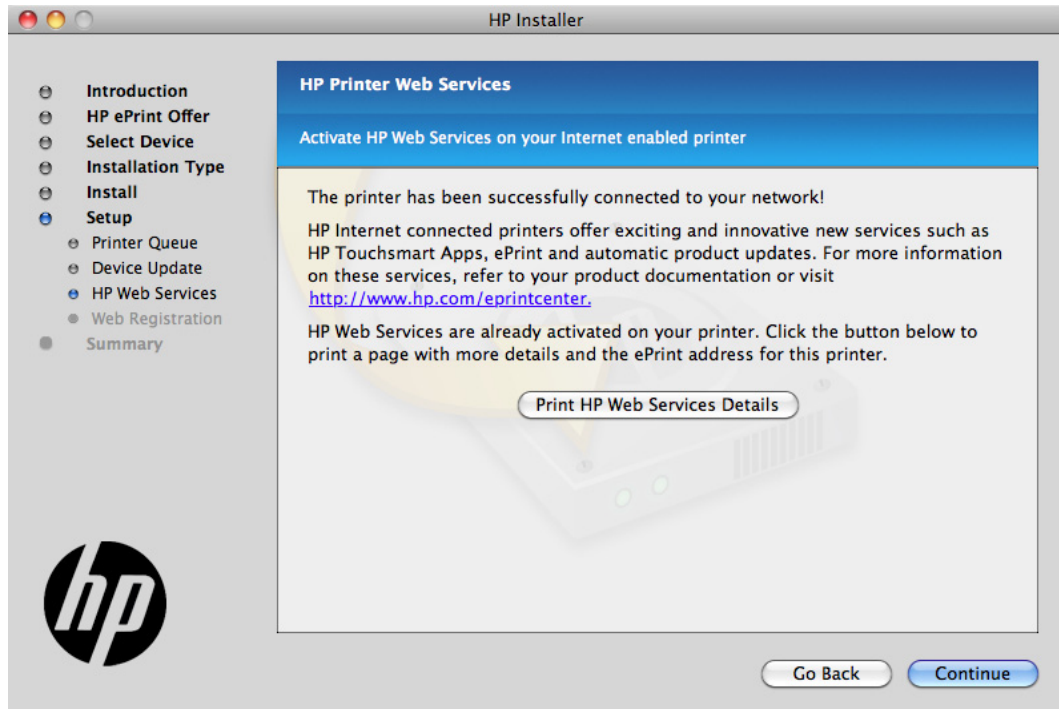 HP Installer
Introduction
HP ePrint Offer
Select Device
Installation Type
Install
Setup
Printer Queue
Device Update
HP Web Services
Web Registration
Summary
hp
HP Printer Web Services
Activate HP Web Services on your Internet enabled printer
The printer has been successfully connected to your network!
HP Internet connected printers offer exciting and innovative new services such as
HP Touchsmart Apps, ePrint and automatic product updates. For more information
on these services, refer to your product documentation or visit
http://www.hp.com/eprintcenter.
HP Web Services are already activated on your printer. Click the button below to
print a page with more details and the ePrint address for this printer.
Print HP Web Services Details
Go Back
Continue